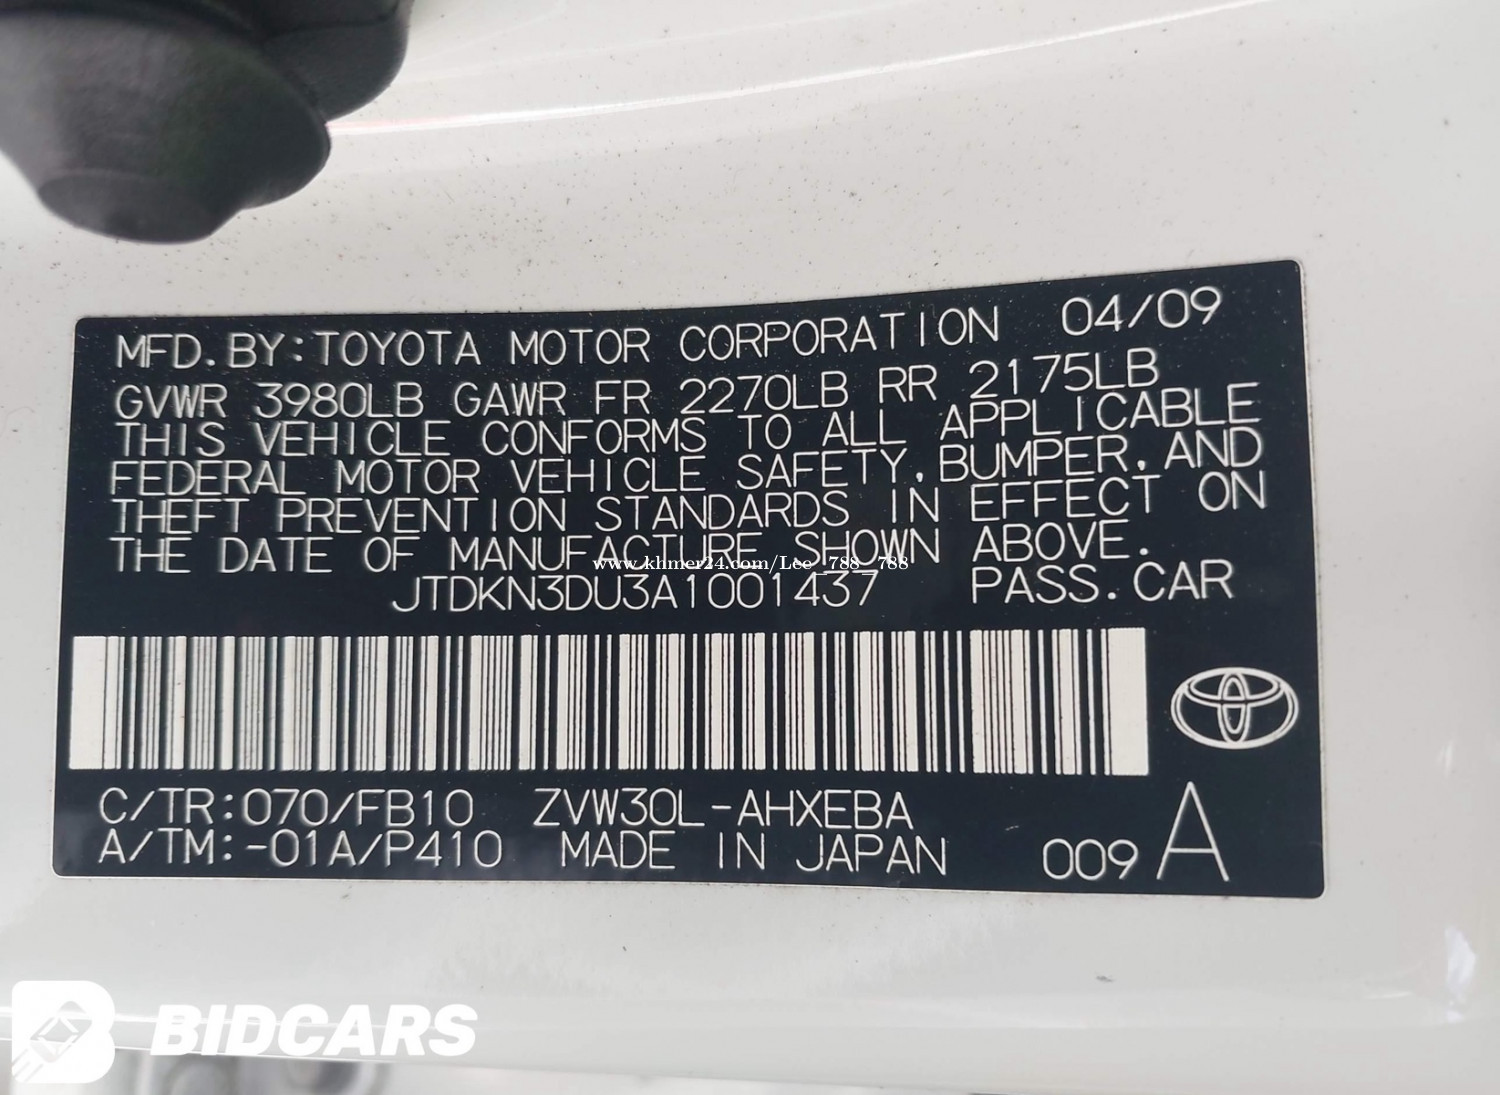 MFD.BY:TOYOTA MOTOR CORPORATION 04/09
GVWR 3980LB GAWR FR 2270LB RR 2175LB
THIS VEHICLE CONFORMS TO ALL APPLICABLE
FEDERAL MOTOR VEHICLE SAFETY, BUMPER, AND
THEFT PREVENTION STANDARDS IN EFFECT ON
THE DATE OF MANUFACTURE SHOWN ABOVE.
www.khmer24.com/Lee_788_788
JTDKN3DU3A1001437 PASS.CAR
C/TR:070/FB10 ZVW30L-AHXEBA
A/TM:-01A/P410 MADE IN JAPAN 009 A
BIDCARS